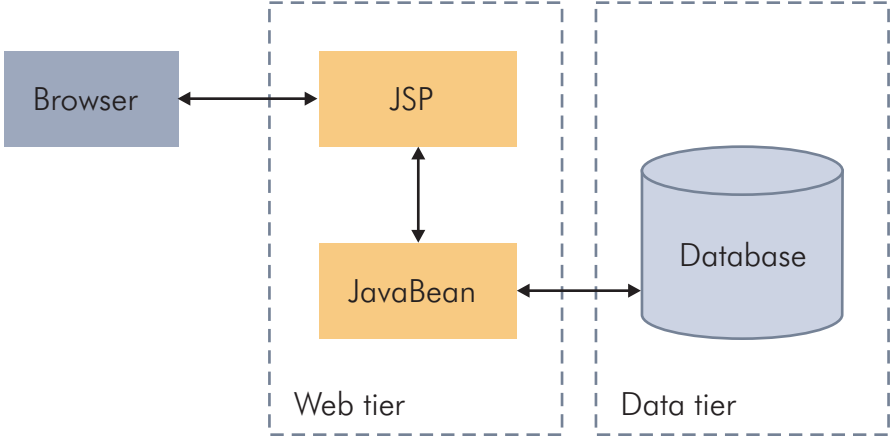 Browser
JSP
Database
JavaBean
Web tier
Data tier